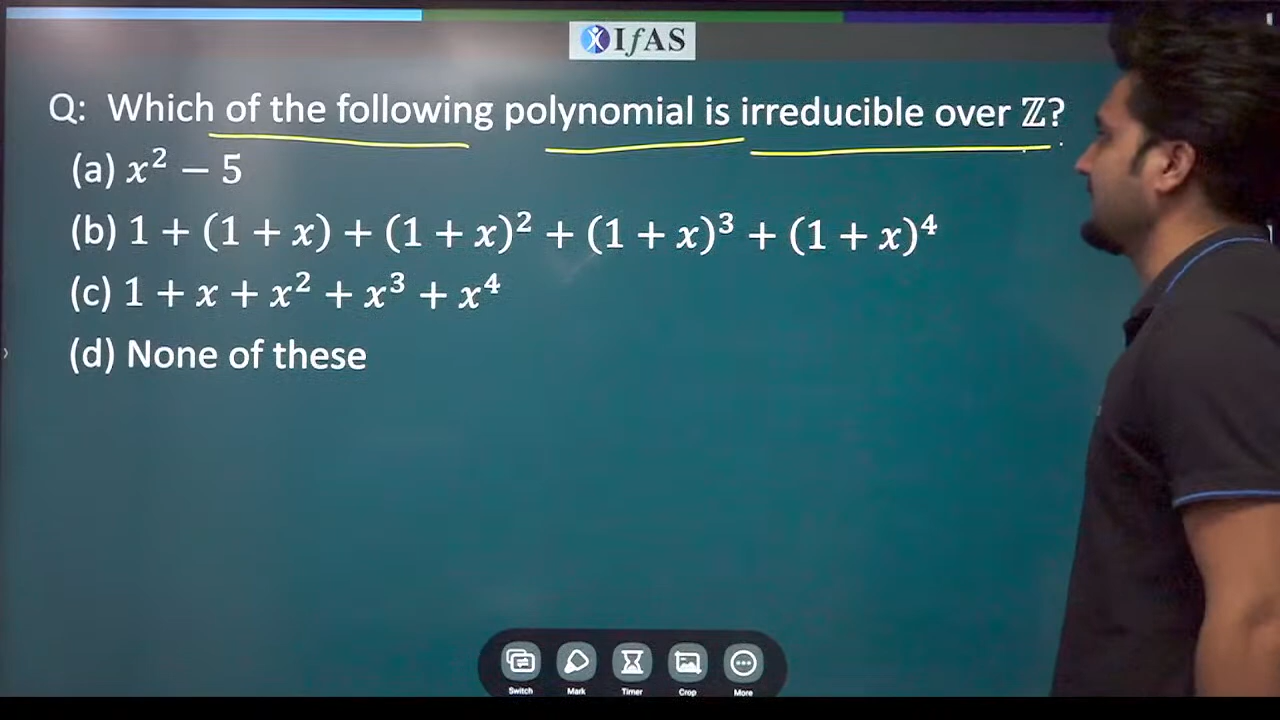 IfAS
Q: Which of the following polynomial is irreducible over ℤ?
(a) x² − 5
(b) 1 + (1 + x) + (1 + x)² + (1 + x)³ + (1 + x)⁴
(c) 1 + x + x² + x³ + x⁴
(d) None of these
Switch Mark Timer Crop More